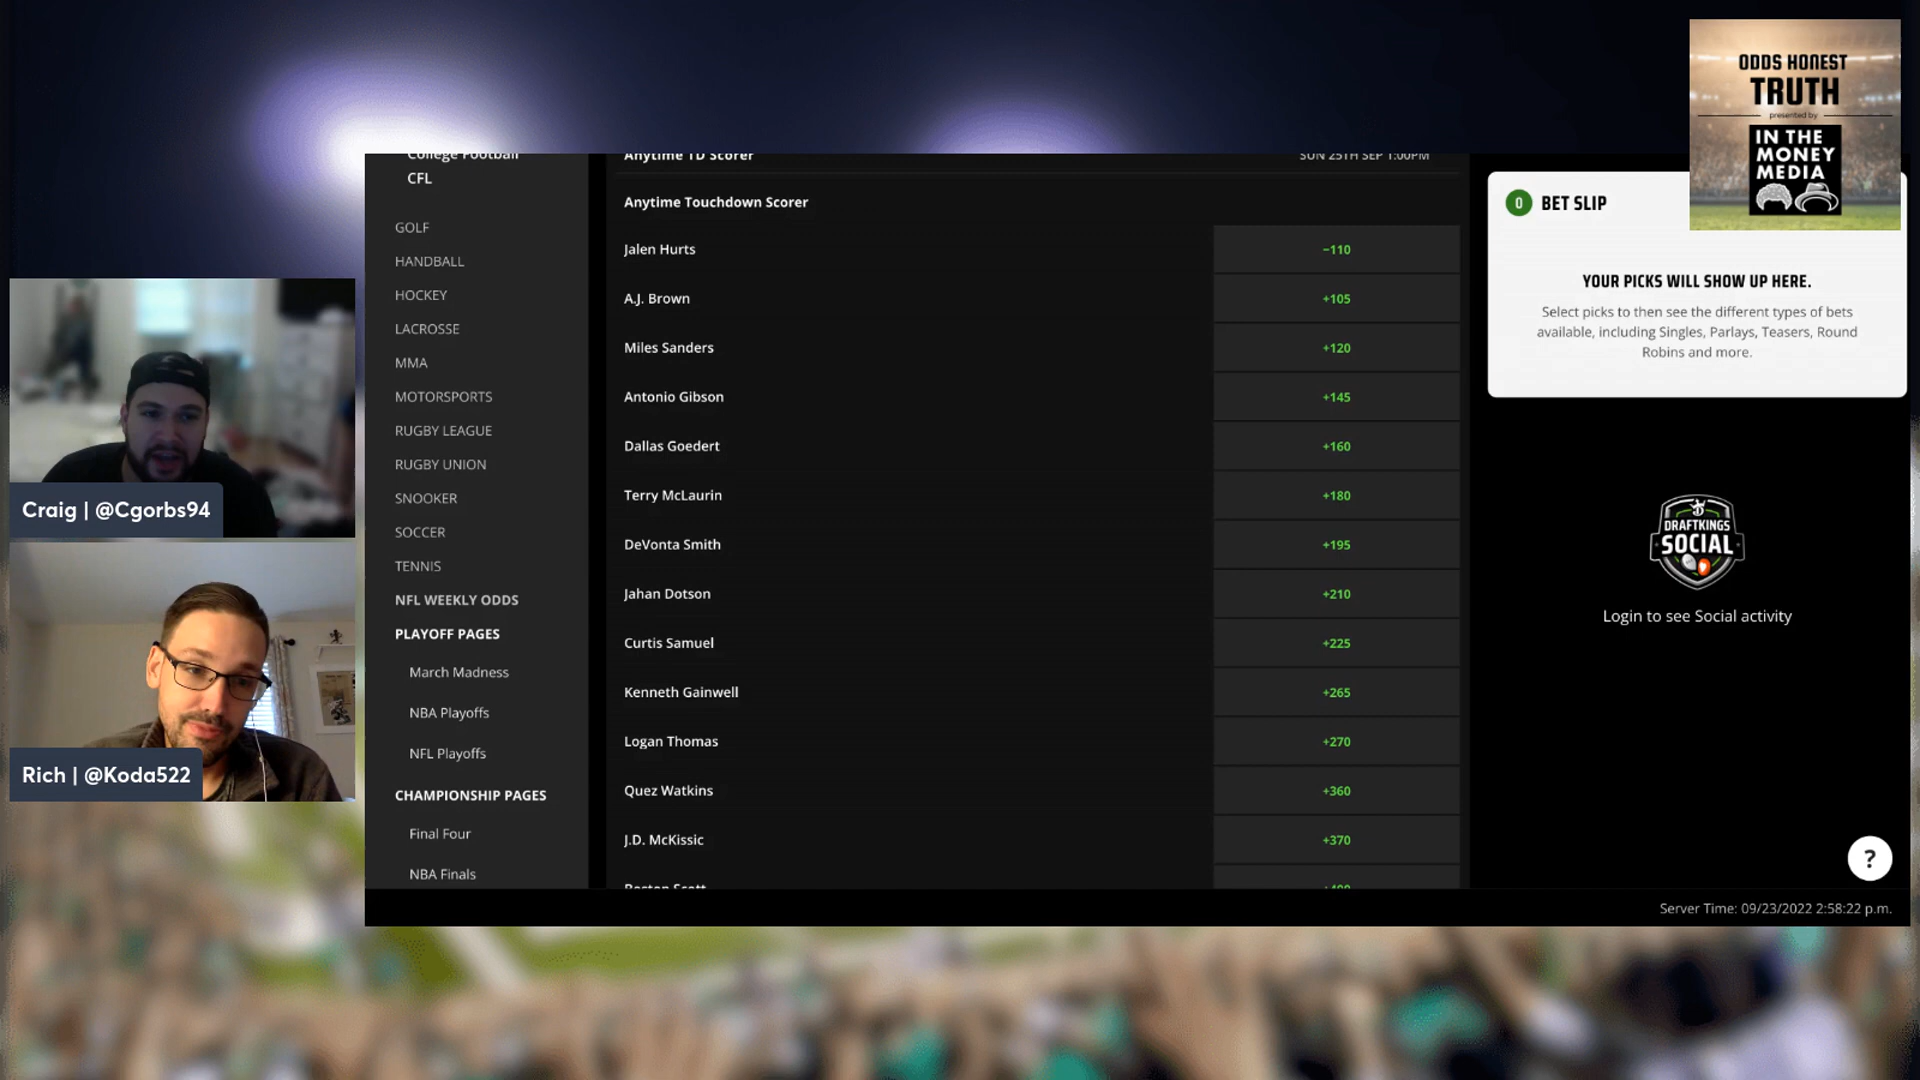 ODDS HONEST
TRUTH
presented by
IN THE
MONEY
MEDIA
College Football
CFL
GOLF
HANDBALL
HOCKEY
LACROSSE
MMA
MOTORSPORTS
RUGBY LEAGUE
RUGBY UNION
SNOOKER
SOCCER
TENNIS
NFL WEEKLY ODDS
PLAYOFF PAGES
March Madness
NBA Playoffs
NFL Playoffs
CHAMPIONSHIP PAGES
Final Four
NBA Finals
Anytime TD Scorer
SUN 25TH SEP 1:00PM
Anytime Touchdown Scorer
Jalen Hurts −110
A.J. Brown +105
Miles Sanders +120
Antonio Gibson +145
Dallas Goedert +160
Terry McLaurin +180
DeVonta Smith +195
Jahan Dotson +210
Curtis Samuel +225
Kenneth Gainwell +265
Logan Thomas +270
Quez Watkins +360
J.D. McKissic +370
Boston Scott
0 BET SLIP
YOUR PICKS WILL SHOW UP HERE.
Select picks to then see the different types of bets
available, including Singles, Parlays, Teasers, Round
Robins and more.
DRAFTKINGS
SOCIAL
Login to see Social activity
?
Server Time: 09/23/2022 2:58:22 p.m.
Craig | @Cgorbs94
Rich | @Koda522